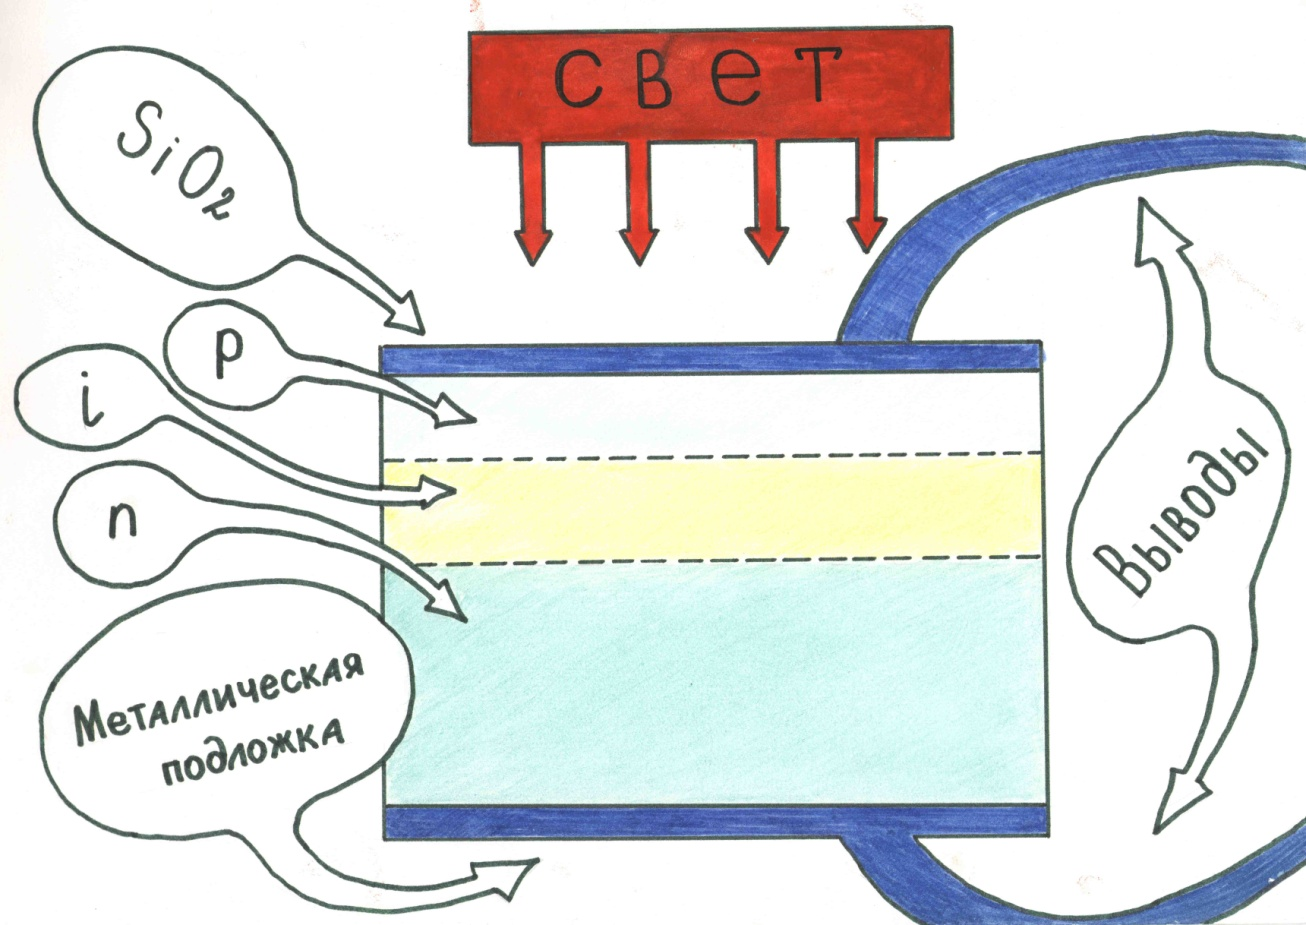 свет
SiO2
p
i
n
Металлическая
подложка
Выводы